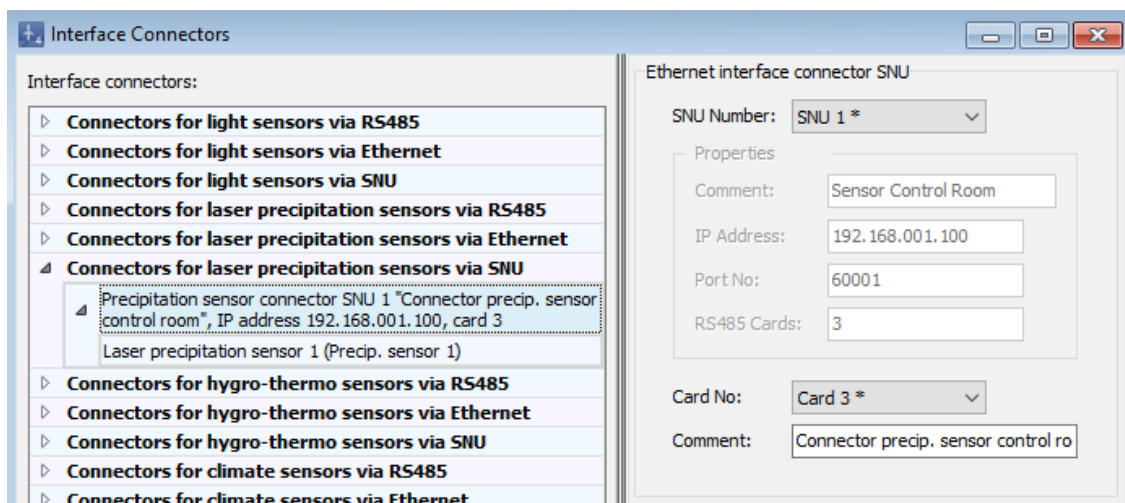 Interface Connectors
Interface connectors:
Connectors for light sensors via RS485
Connectors for light sensors via Ethernet
Connectors for light sensors via SNU
Connectors for laser precipitation sensors via RS485
Connectors for laser precipitation sensors via Ethernet
Connectors for laser precipitation sensors via SNU
Precipitation sensor connector SNU 1 "Connector precip. sensor
control room", IP address 192.168.001.100, card 3
Laser precipitation sensor 1 (Precip. sensor 1)
Connectors for hygro-thermo sensors via RS485
Connectors for hygro-thermo sensors via Ethernet
Connectors for hygro-thermo sensors via SNU
Connectors for climate sensors via RS485
Connectors for climate sensors via Ethernet
Ethernet interface connector SNU
SNU Number: SNU 1 *
Properties
Comment: Sensor Control Room
IP Address: 192.168.001.100
Port No: 60001
RS485 Cards: 3
Card No: Card 3 *
Comment: Connector precip. sensor control ro